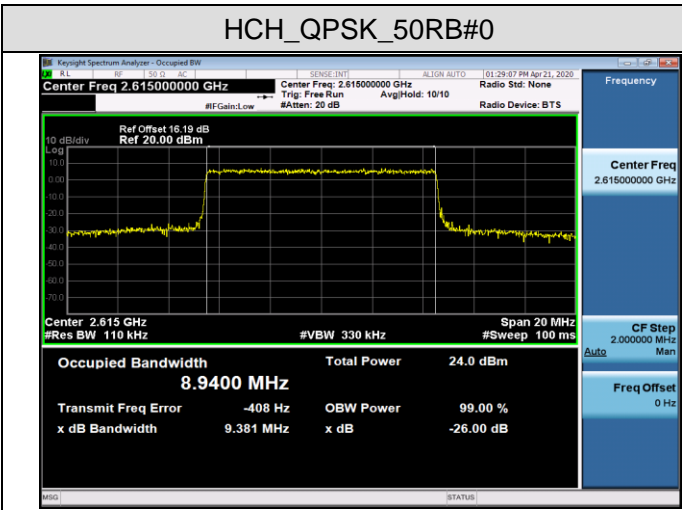 HCH_QPSK_50RB#0
Keysight Spectrum Analyzer - Occupied BW
RL RF 50 Ω AC SENSE:INT ALIGN AUTO 01:29:07 PM Apr 21, 2020
Center Freq 2.615000000 GHz Center Freq: 2.615000000 GHz Radio Std: None Frequency
Trig: Free Run Avg|Hold: 10/10
#IFGain:Low #Atten: 20 dB Radio Device: BTS
Ref Offset 16.19 dB
10 dB/div Ref 20.00 dBm
Log
10.0
0.00
-10.0
-20.0
-30.0
-40.0
-50.0
-60.0
-70.0
Center Freq
2.615000000 GHz
Center 2.615 GHz Span 20 MHz
#Res BW 110 kHz #VBW 330 kHz #Sweep 100 ms
CF Step
2.000000 MHz
Auto Man
Occupied Bandwidth Total Power 24.0 dBm
8.9400 MHz
Freq Offset
0 Hz
Transmit Freq Error -408 Hz OBW Power 99.00 %
x dB Bandwidth 9.381 MHz x dB -26.00 dB
MSG STATUS